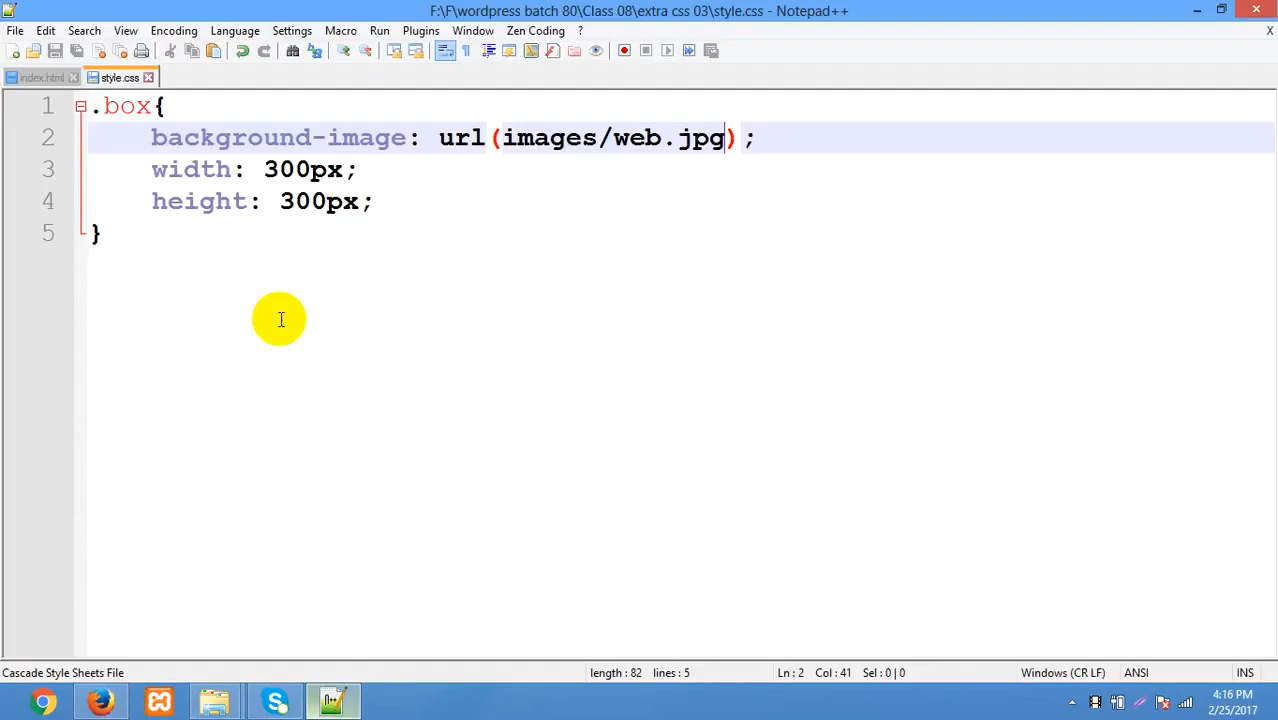 F:\F\wordpress batch 80\Class 08\extra css 03\style.css - Notepad++
File Edit Search View Encoding Language Settings Macro Run Plugins Window Zen Coding ? X
index.html style.css
1 .box{
2 background-image: url(images/web.jpg);
3 width: 300px;
4 height: 300px;
5 }
Cascade Style Sheets File length : 82 lines : 5 Ln : 2 Col : 41 Sel : 0 | 0 Windows (CR LF) ANSI INS
4:16 PM
2/25/2017